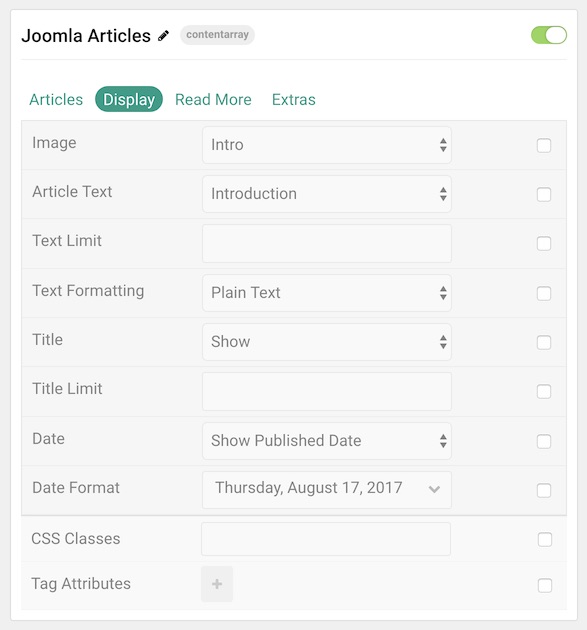 Joomla Articles contentarray
Articles Display Read More Extras
Image Intro
Article Text Introduction
Text Limit
Text Formatting Plain Text
Title Show
Title Limit
Date Show Published Date
Date Format Thursday, August 17, 2017
CSS Classes
Tag Attributes +